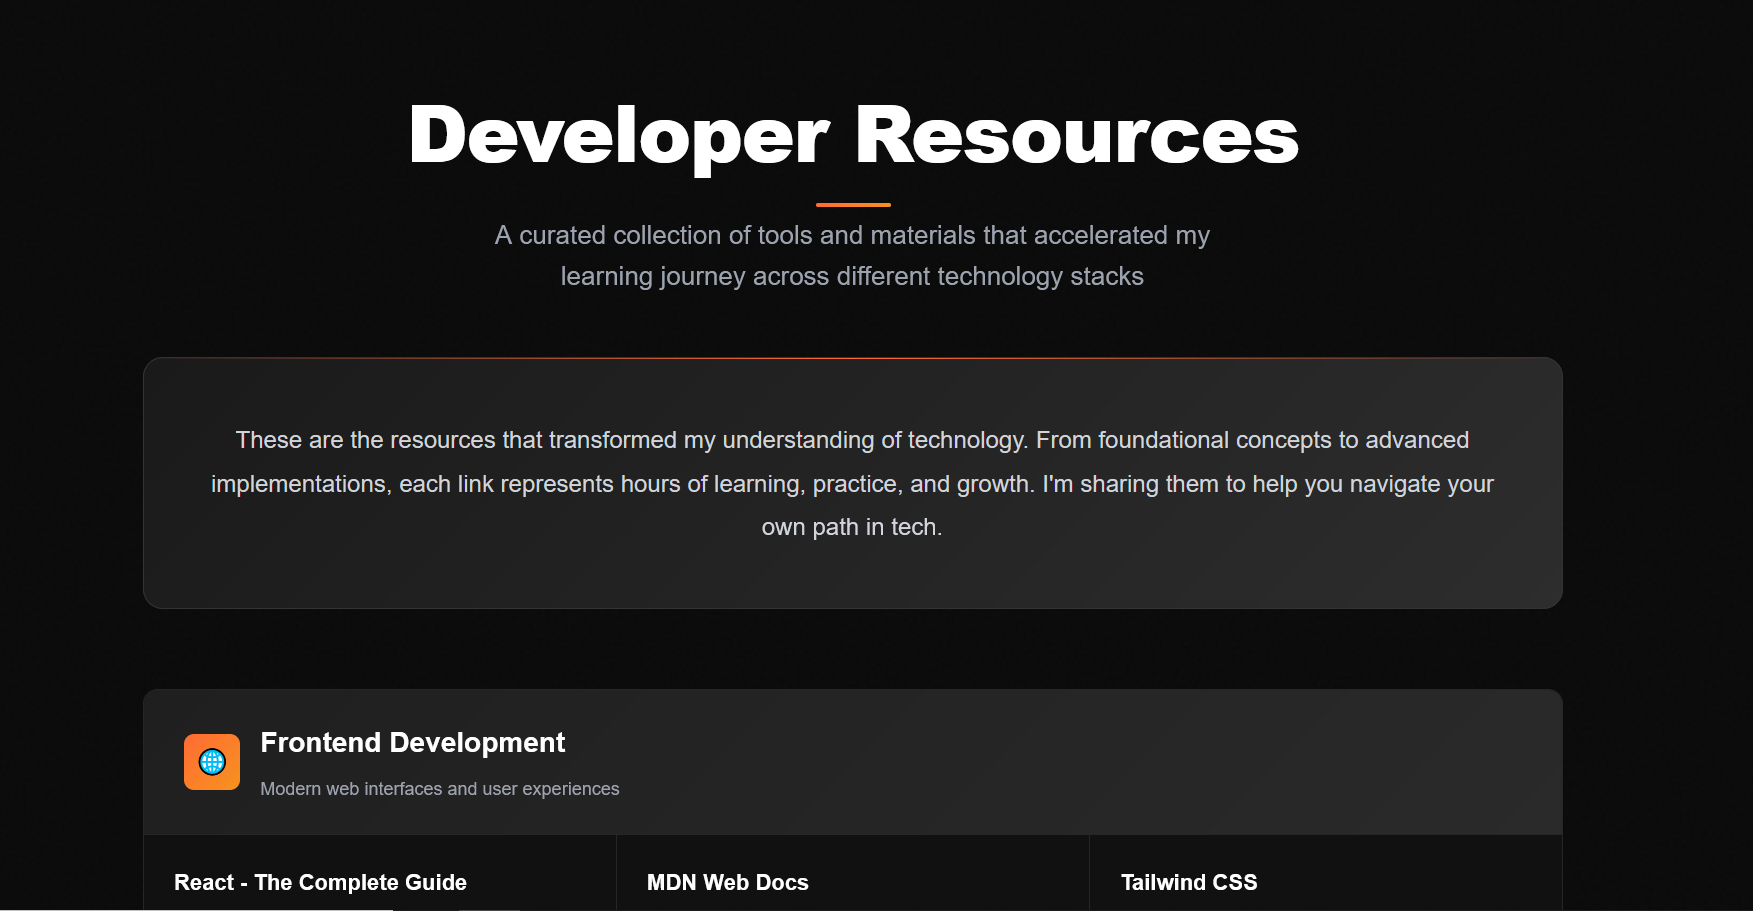 Developer Resources
A curated collection of tools and materials that accelerated my
learning journey across different technology stacks
These are the resources that transformed my understanding of technology. From foundational concepts to advanced
implementations, each link represents hours of learning, practice, and growth. I'm sharing them to help you navigate your
own path in tech.
Frontend Development
Modern web interfaces and user experiences
React - The Complete Guide
MDN Web Docs
Tailwind CSS